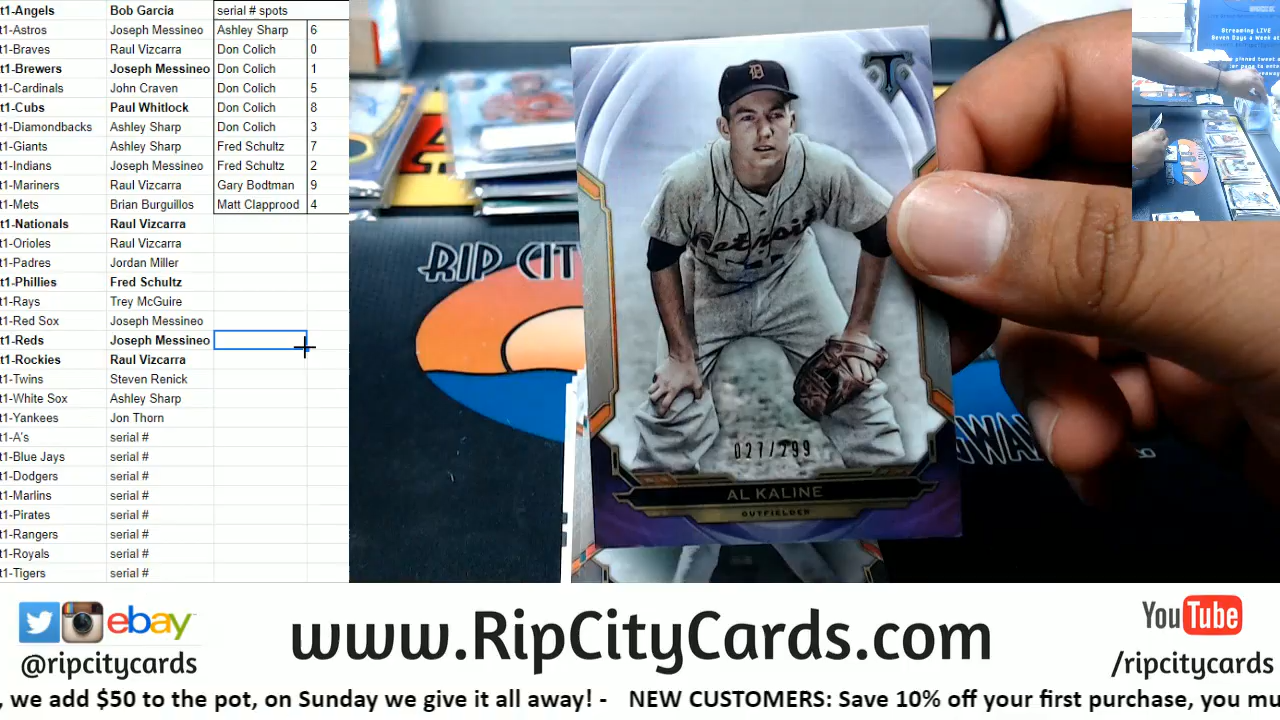 t1-Angels Bob Garcia serial # spots
t1-Astros Joseph Messineo Ashley Sharp 6
t1-Braves Raul Vizcarra Don Colich 0
t1-Brewers Joseph Messineo Don Colich 1
t1-Cardinals John Craven Don Colich 5
t1-Cubs Paul Whitlock Don Colich 8
t1-Diamondbacks Ashley Sharp Don Colich 3
t1-Giants Ashley Sharp Fred Schultz 7
t1-Indians Joseph Messineo Fred Schultz 2
t1-Mariners Raul Vizcarra Gary Bodtman 9
t1-Mets Brian Burguillos Matt Clapprood 4
t1-Nationals Raul Vizcarra
t1-Orioles Raul Vizcarra
t1-Padres Jordan Miller
t1-Phillies Fred Schultz
t1-Rays Trey McGuire
t1-Red Sox Joseph Messineo
t1-Reds Joseph Messineo
t1-Rockies Raul Vizcarra
t1-Twins Steven Renick
t1-White Sox Ashley Sharp
t1-Yankees Jon Thorn
t1-A's serial #
t1-Blue Jays serial #
t1-Dodgers serial #
t1-Marlins serial #
t1-Pirates serial #
t1-Rangers serial #
t1-Royals serial #
t1-Tigers serial #
RIP CIT
D
T
Detroit
027/299
AL KALINE
OUTFIELDER
Streaming LIVE
Seven Days a Week at
ebay
@ripcitycards
www.RipCityCards.com
YouTube
/ripcitycards
, we add $50 to the pot, on Sunday we give it all away! - NEW CUSTOMERS: Save 10% off your first purchase, you mu